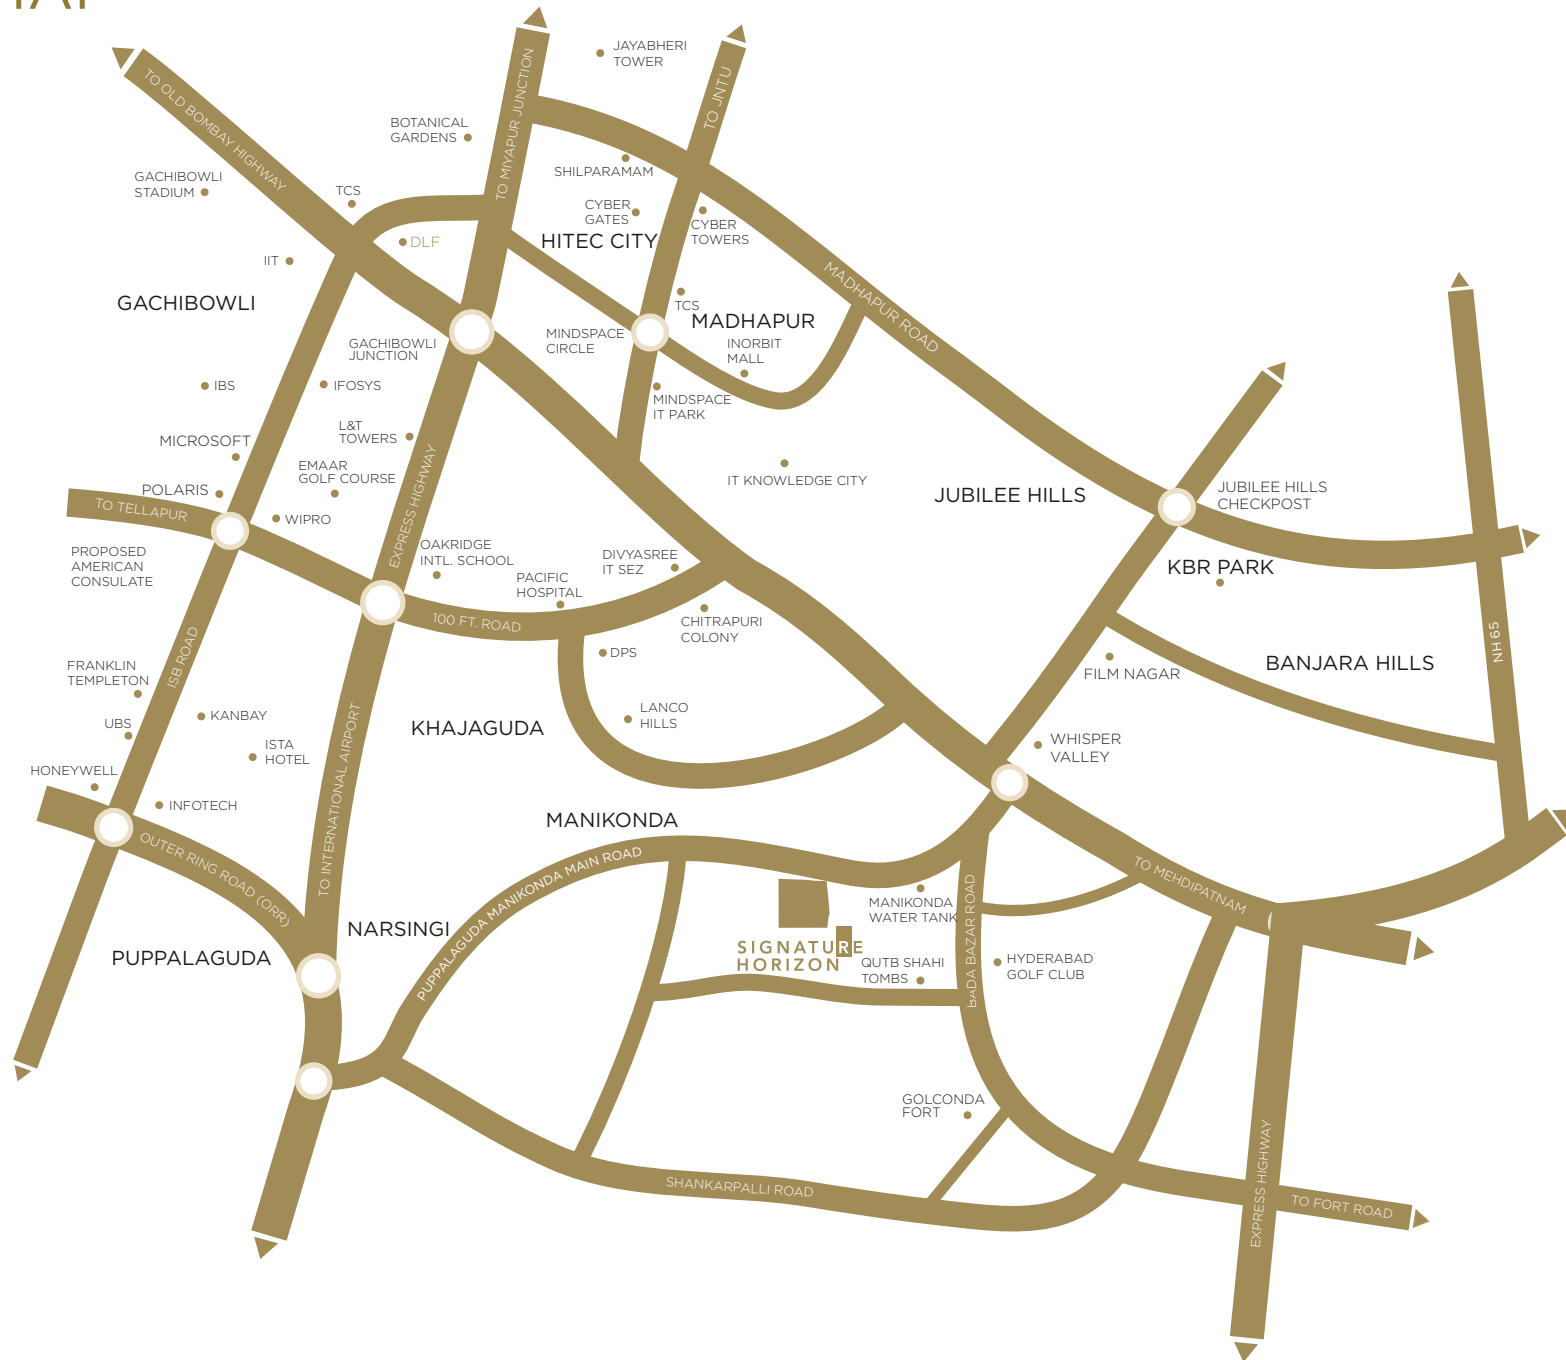 JAYABHERI
TOWER
TO OLD BOMBAY HIGHWAY
TO MIYAPUR JUNCTION
TO JNTU
BOTANICAL
GARDENS
SHILPARAMAM
GACHIBOWLI
STADIUM
TCS
CYBER
GATES
CYBER
TOWERS
DLF
HITEC CITY
IIT
MADHAPUR ROAD
GACHIBOWLI
TCS
MADHAPUR
MINDSPACE
CIRCLE
GACHIBOWLI
JUNCTION
INORBIT
MALL
IBS
IFOSYS
MINDSPACE
IT PARK
L&T
TOWERS
MICROSOFT
EMAAR
GOLF COURSE
EXPRESS HIGHWAY
IT KNOWLEDGE CITY
POLARIS
JUBILEE HILLS
JUBILEE HILLS
CHECKPOST
TO TELLAPUR
WIPRO
PROPOSED
AMERICAN
CONSULATE
OAKRIDGE
INTL. SCHOOL
DIVYASREE
IT SEZ
PACIFIC
HOSPITAL
KBR PARK
100 FT. ROAD
CHITRAPURI
COLONY
NH 65
ISB ROAD
DPS
FRANKLIN
TEMPLETON
FILM NAGAR
BANJARA HILLS
KANBAY
UBS
LANCO
HILLS
KHAJAGUDA
ISTA
HOTEL
WHISPER
VALLEY
HONEYWELL
INFOTECH
TO INTERNATIONAL AIRPORT
MANIKONDA
OUTER RING ROAD (ORR)
PUPPALAGUDA MANIKONDA MAIN ROAD
TO MEHDIPATNAM
MANIKONDA
WATER TANK
BADA BAZAR ROAD
NARSINGI
SIGNATURE
HORIZON
PUPPALAGUDA
QUTB SHAHI
TOMBS
HYDERABAD
GOLF CLUB
GOLCONDA
FORT
SHANKARPALLI ROAD
EXPRESS HIGHWAY
TO FORT ROAD